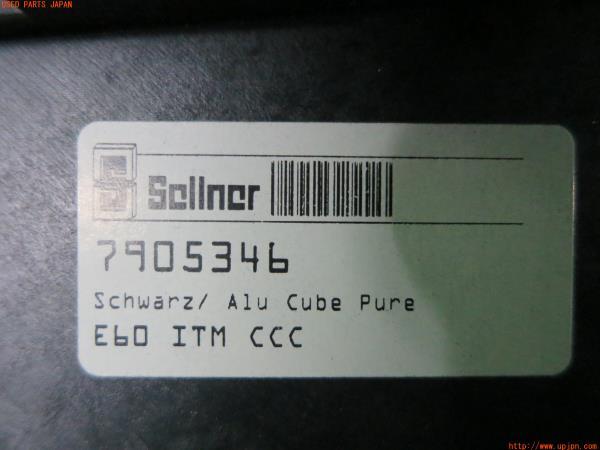 USED PARTS JAPAN
S Sellner
7905346
Schwarz/ Alu Cube Pure
E60 ITM CCC
http://www.upjpn.com/